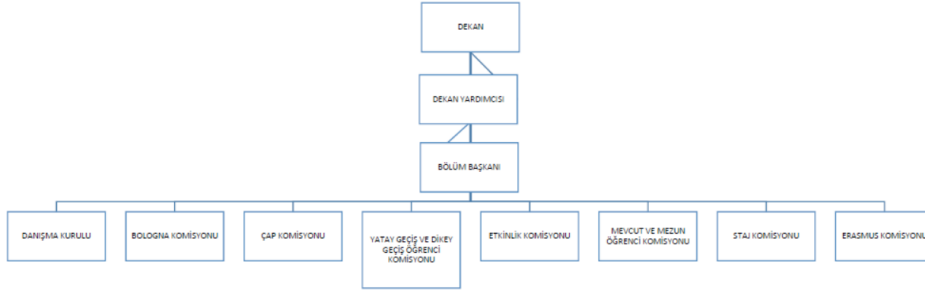 DEKAN
DEKAN YARDIMCISI
BÖLÜM BAŞKANI
DANIŞMA KURULU
BOLOGNA KOMİSYONU
ÇAP KOMİSYONU
YATAY GEÇİŞ VE DİKEY
GEÇİŞ ÖĞRENCİ
KOMİSYONU
ETKİNLİK KOMİSYONU
MEVCUT VE MEZUN
ÖĞRENCİ KOMİSYONU
STAJ KOMİSYONU
ERASMUS KOMİSYONU